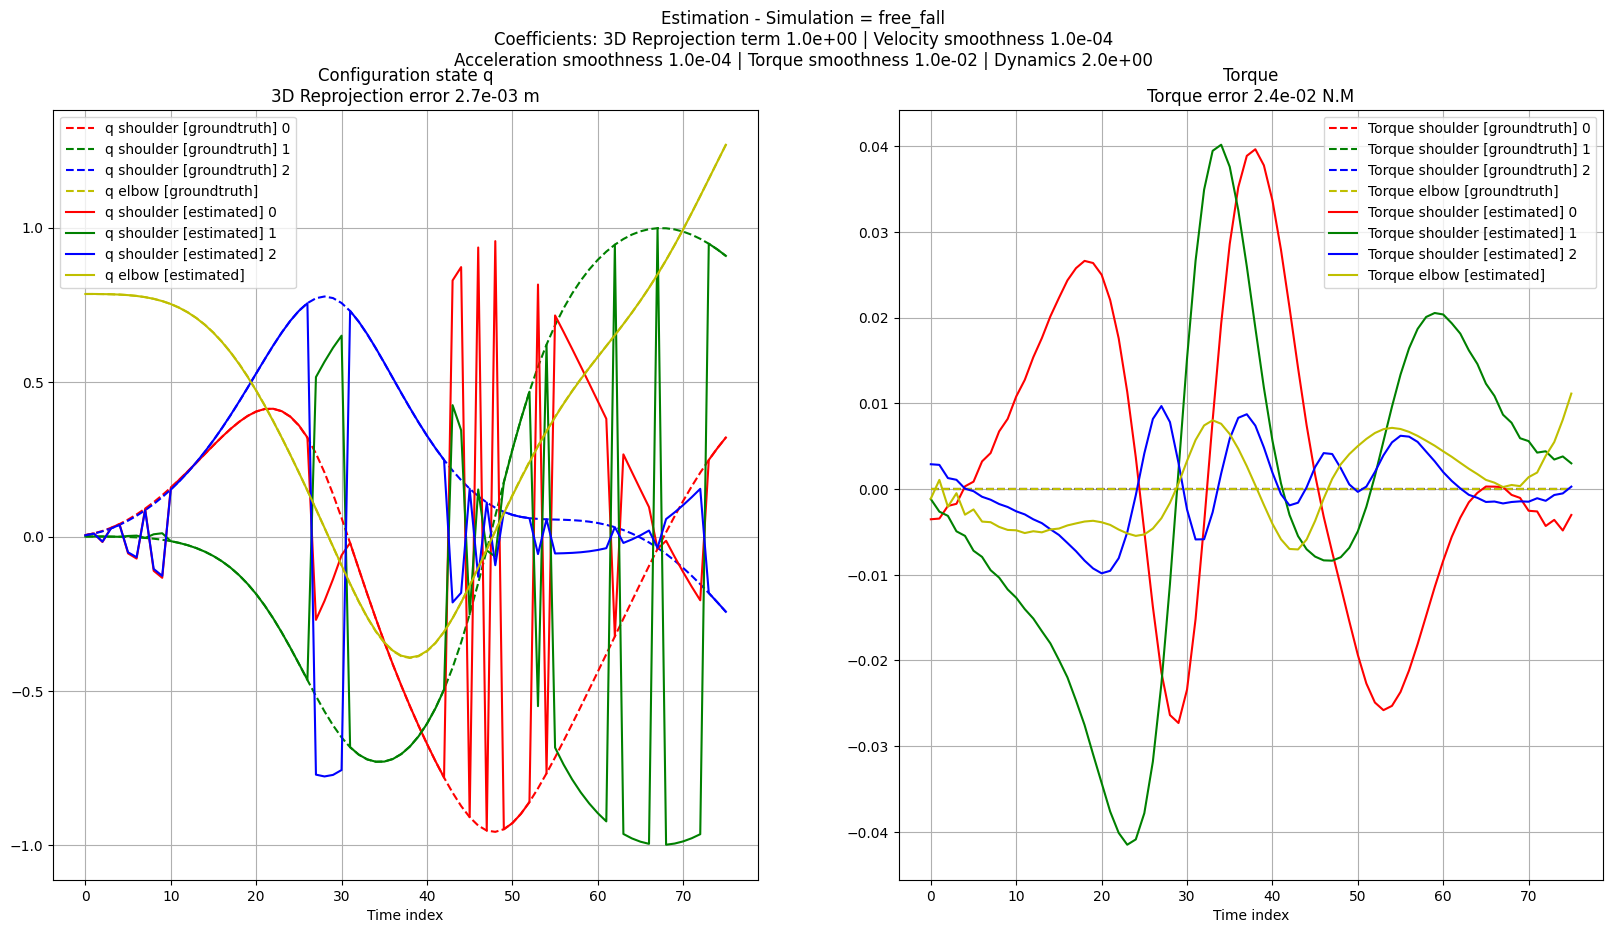 Estimation - Simulation = free_fall
Coefficients: 3D Reprojection term 1.0e+00 | Velocity smoothness 1.0e-04
Acceleration smoothness 1.0e-04 | Torque smoothness 1.0e-02 | Dynamics 2.0e+00
Configuration state q
3D Reprojection error 2.7e-03 m
q shoulder [groundtruth] 0
q shoulder [groundtruth] 1
q shoulder [groundtruth] 2
q elbow [groundtruth]
q shoulder [estimated] 0
q shoulder [estimated] 1
q shoulder [estimated] 2
q elbow [estimated]
1.0
0.5
0.0
−0.5
−1.0
0 10 20 30 40 50 60 70
Time index
Torque
Torque error 2.4e-02 N.M
Torque shoulder [groundtruth] 0
Torque shoulder [groundtruth] 1
Torque shoulder [groundtruth] 2
Torque elbow [groundtruth]
Torque shoulder [estimated] 0
Torque shoulder [estimated] 1
Torque shoulder [estimated] 2
Torque elbow [estimated]
0.04
0.03
0.02
0.01
0.00
−0.01
−0.02
−0.03
−0.04
0 10 20 30 40 50 60 70
Time index